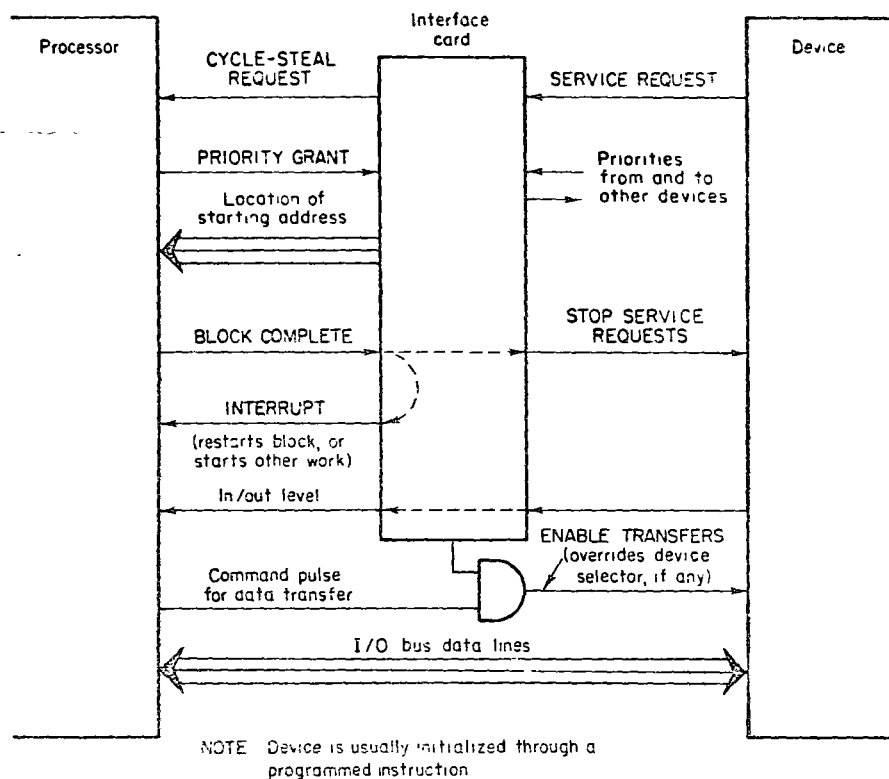 Interface
card
Processor
Device
CYCLE-STEAL
REQUEST
SERVICE REQUEST
PRIORITY GRANT
Priorities
from and to
other devices
Location of
starting address
BLOCK COMPLETE
STOP SERVICE
REQUESTS
INTERRUPT
(restarts block, or
starts other work)
In/out level
ENABLE TRANSFERS
(overrides device
selector, if any)
Command pulse
for data transfer
I/O bus data lines
NOTE Device is usually initialized through a
programmed instruction